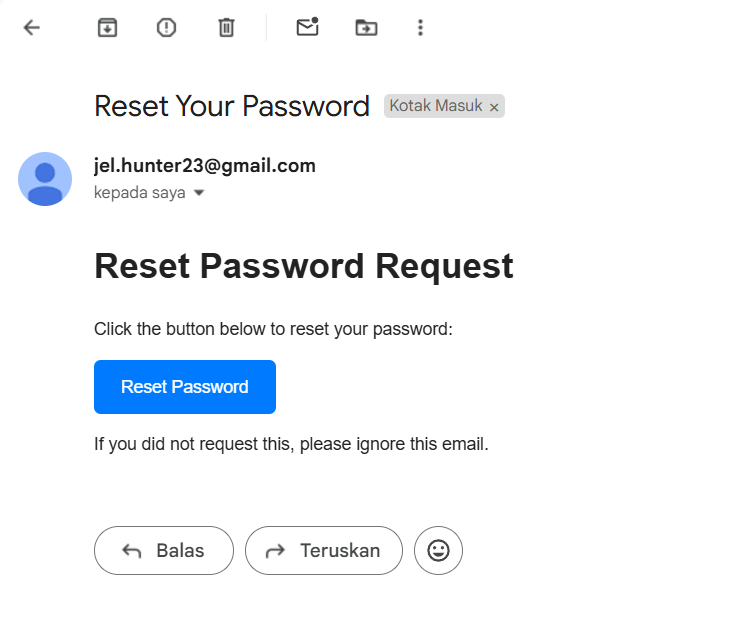 Reset Your Password Kotak Masuk ×
jel.hunter23@gmail.com
kepada saya
Reset Password Request
Click the button below to reset your password:
Reset Password
If you did not request this, please ignore this email.
Balas Teruskan